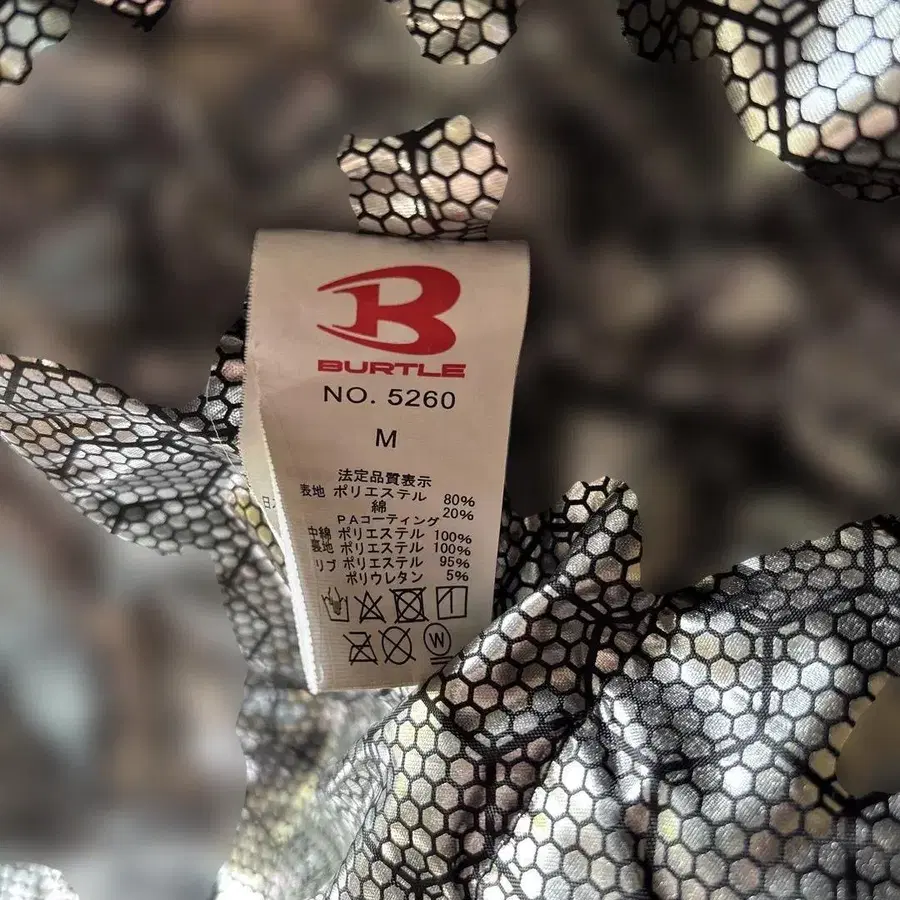 B
BURTLE
NO. 5260
M
法定品質表示
表地 ポリエステル 80%
綿 20%
PAコーティング
中綿 ポリエステル 100%
裏地 ポリエステル 100%
リブ ポリエステル 95%
ポリウレタン 5%
W